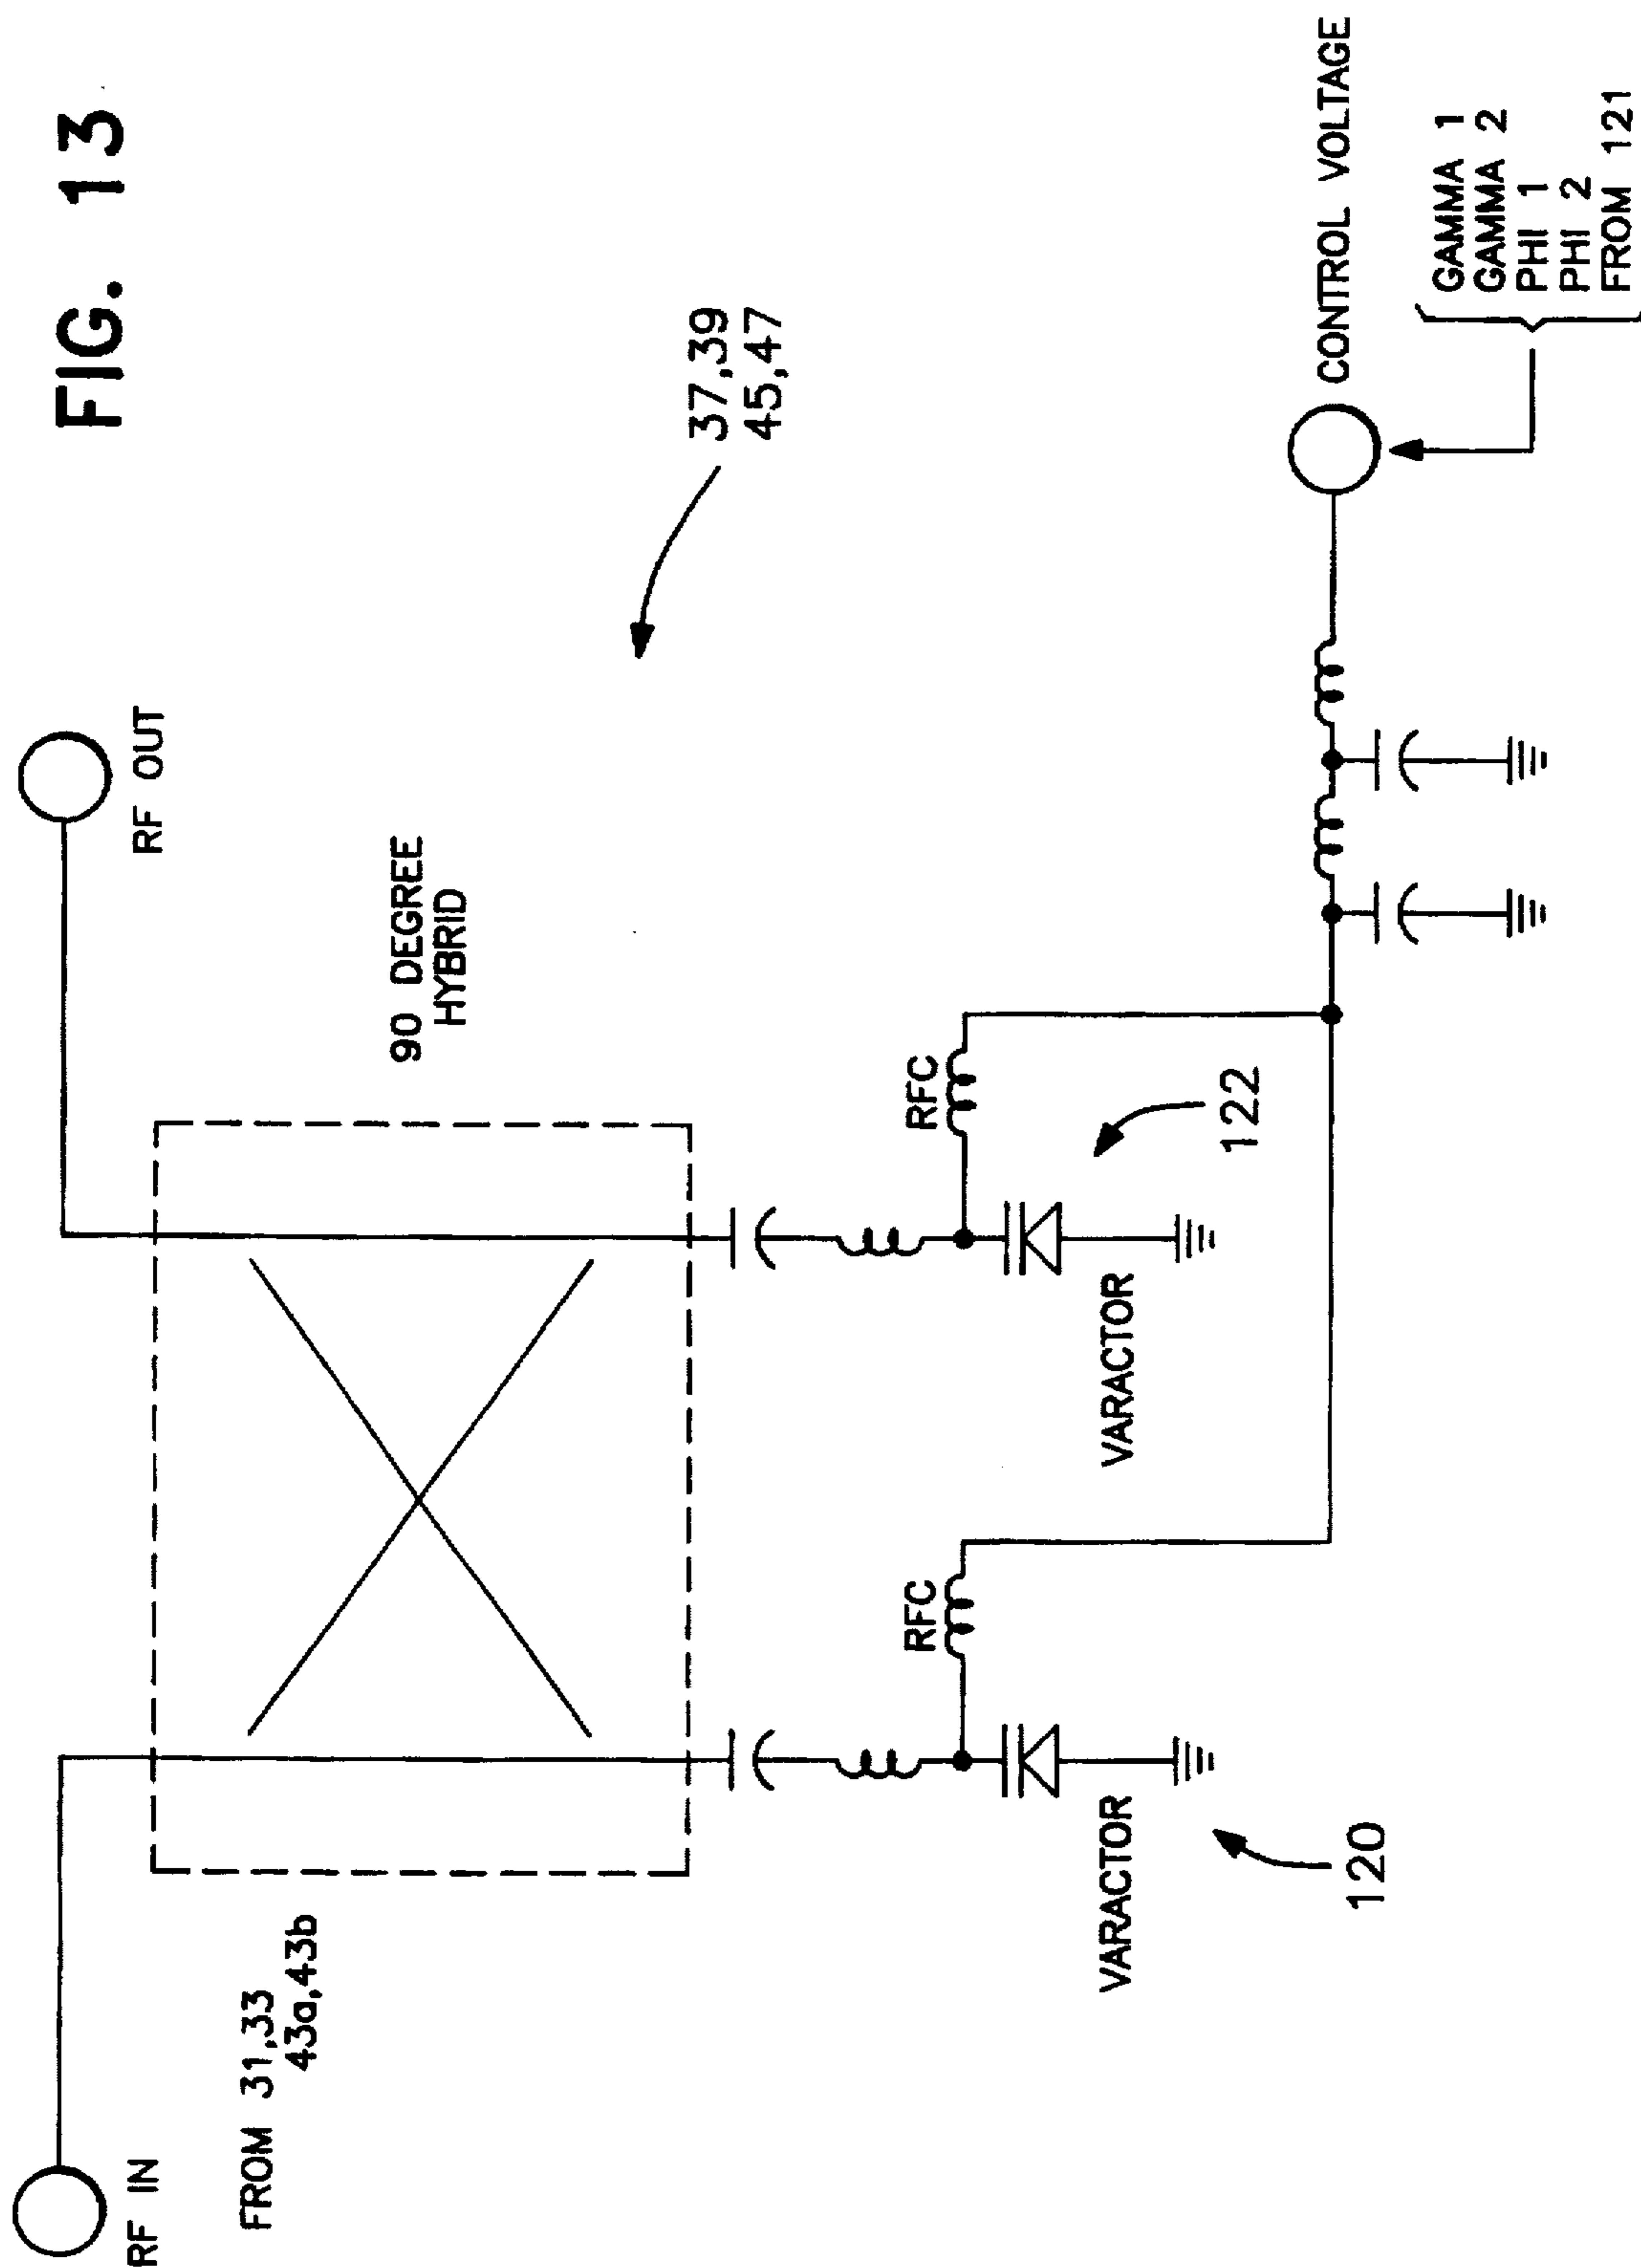 FIG. 13
RF IN
RF OUT
FROM 31,33
43a,43b
90 DEGREE
HYBRID
37,39
45,47
RFC
RFC
VARACTOR
VARACTOR
120
122
CONTROL VOLTAGE
GAMMA 1
GAMMA 2
PHI 1
PHI 2
FROM 121